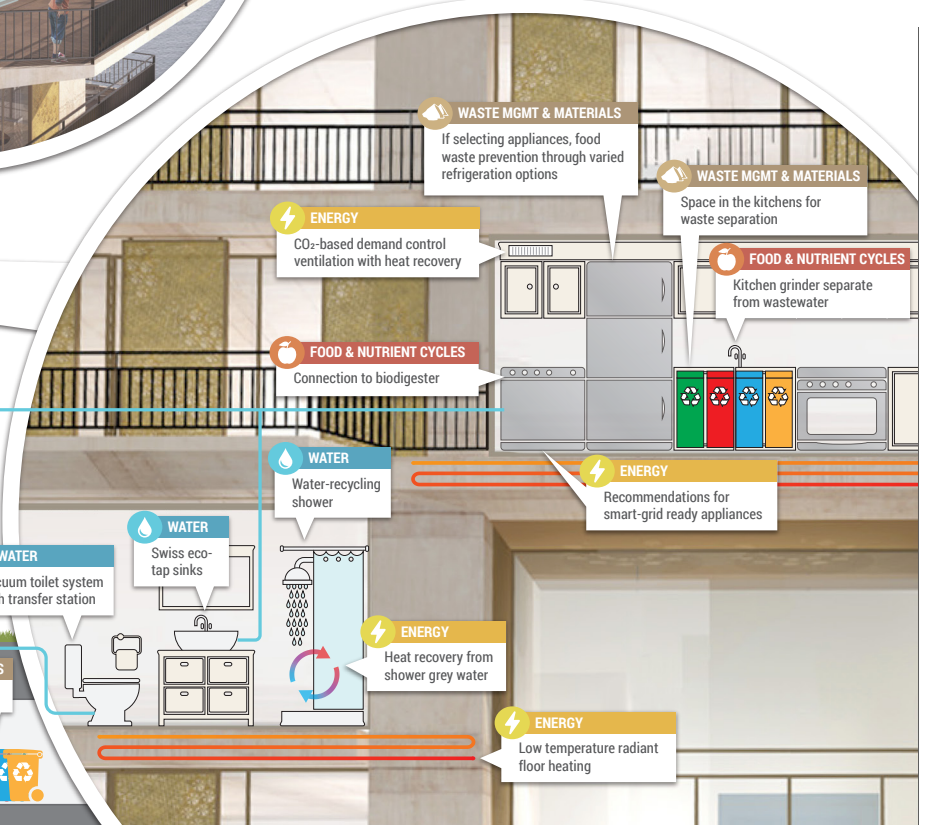 WASTE MGMT & MATERIALS
If selecting appliances, food
waste prevention through varied
refrigeration options
WASTE MGMT & MATERIALS
Space in the kitchens for
waste separation
ENERGY
CO₂-based demand control
ventilation with heat recovery
FOOD & NUTRIENT CYCLES
Kitchen grinder separate
from wastewater
FOOD & NUTRIENT CYCLES
Connection to biodigester
WATER
Water-recycling
shower
ENERGY
Recommendations for
smart-grid ready appliances
WATER
Swiss eco-
tap sinks
WATER
cuum toilet system
h transfer station
ENERGY
Heat recovery from
shower grey water
S
ENERGY
Low temperature radiant
floor heating